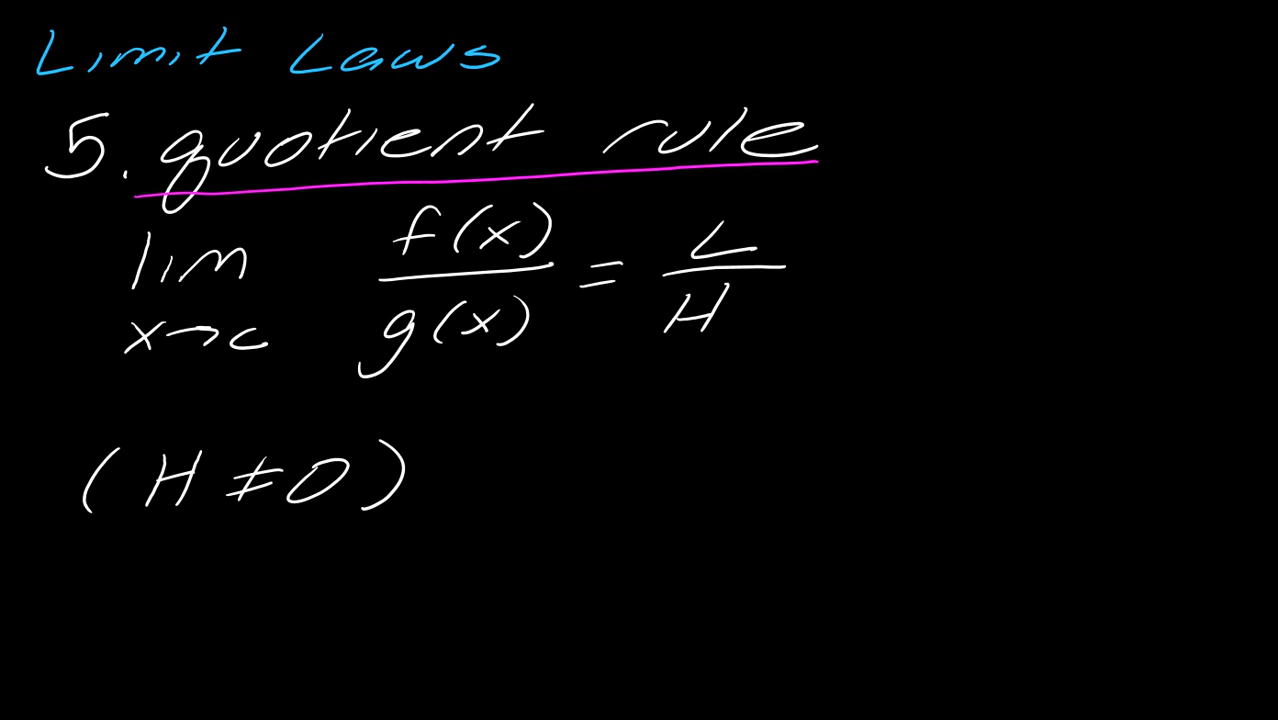 Limit Laws
5. quotient rule
lim f(x) = L
x→c g(x) H
(H ≠ 0)